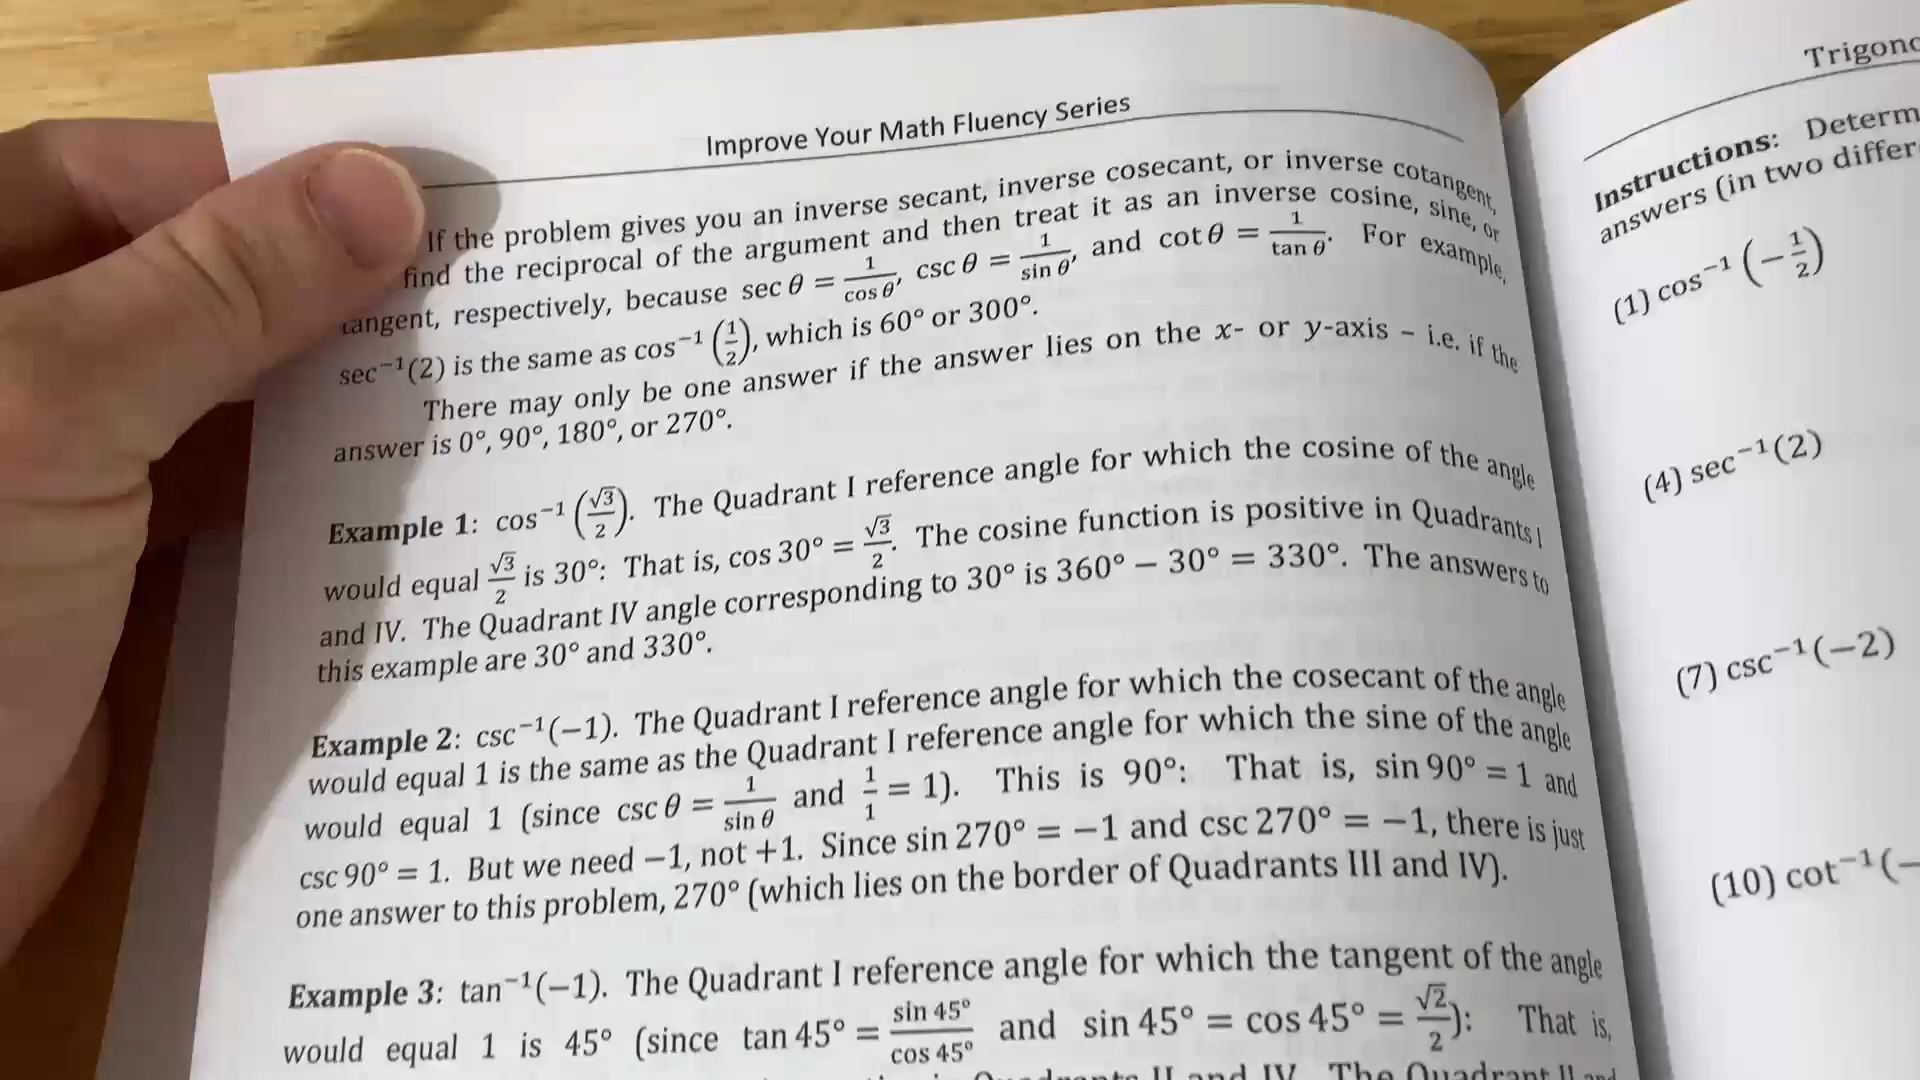 Improve Your Math Fluency Series
If the problem gives you an inverse secant, inverse cosecant, or inverse cotangent,
find the reciprocal of the argument and then treat it as an inverse cosine, sine, or
tangent, respectively, because sec θ = 1/cos θ, csc θ = 1/sin θ, and cot θ = 1/tan θ. For example,
sec⁻¹(2) is the same as cos⁻¹(1/2), which is 60° or 300°.
There may only be one answer if the answer lies on the x- or y-axis – i.e. if the
answer is 0°, 90°, 180°, or 270°.
Example 1: cos⁻¹(√3/2). The Quadrant I reference angle for which the cosine of the angle
would equal √3/2 is 30°: That is, cos 30° = √3/2. The cosine function is positive in Quadrants I
and IV. The Quadrant IV angle corresponding to 30° is 360° − 30° = 330°. The answers to
this example are 30° and 330°.
Example 2: csc⁻¹(−1). The Quadrant I reference angle for which the cosecant of the angle
would equal 1 is the same as the Quadrant I reference angle for which the sine of the angle
would equal 1 (since csc θ = 1/sin θ and 1/1 = 1). This is 90°: That is, sin 90° = 1 and
csc 90° = 1. But we need −1, not +1. Since sin 270° = −1 and csc 270° = −1, there is just
one answer to this problem, 270° (which lies on the border of Quadrants III and IV).
Example 3: tan⁻¹(−1). The Quadrant I reference angle for which the tangent of the angle
would equal 1 is 45° (since tan 45° = sin 45°/cos 45° and sin 45° = cos 45° = √2/2): That is,
II and IV. The Quadrant II and
Trigono
Instructions: Determ
answers (in two differ
(1) cos⁻¹(−1/2)
(4) sec⁻¹(2)
(7) csc⁻¹(−2)
(10) cot⁻¹(−